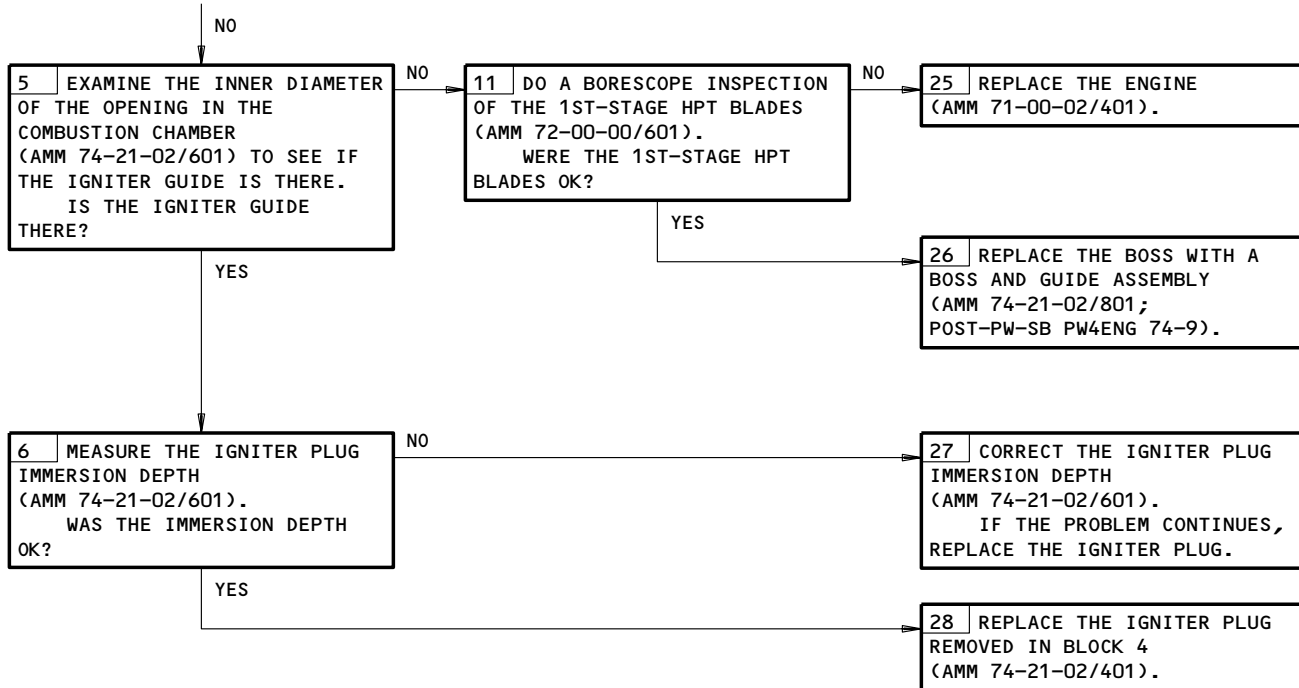 NO
5 EXAMINE THE INNER DIAMETER
OF THE OPENING IN THE
COMBUSTION CHAMBER
(AMM 74-21-02/601) TO SEE IF
THE IGNITER GUIDE IS THERE.
IS THE IGNITER GUIDE
THERE?
NO
11 DO A BORESCOPE INSPECTION
OF THE 1ST-STAGE HPT BLADES
(AMM 72-00-00/601).
WERE THE 1ST-STAGE HPT
BLADES OK?
NO
25 REPLACE THE ENGINE
(AMM 71-00-02/401).
YES
26 REPLACE THE BOSS WITH A
BOSS AND GUIDE ASSEMBLY
(AMM 74-21-02/801;
POST-PW-SB PW4ENG 74-9).
YES
6 MEASURE THE IGNITER PLUG
IMMERSION DEPTH
(AMM 74-21-02/601).
WAS THE IMMERSION DEPTH
OK?
NO
27 CORRECT THE IGNITER PLUG
IMMERSION DEPTH
(AMM 74-21-02/601).
IF THE PROBLEM CONTINUES,
REPLACE THE IGNITER PLUG.
YES
28 REPLACE THE IGNITER PLUG
REMOVED IN BLOCK 4
(AMM 74-21-02/401).